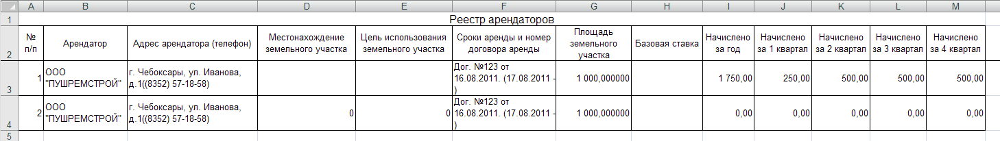 A B C D E F G H I J K L M
1 Реестр арендаторов
2 № п/п Арендатор Адрес арендатора (телефон) Местонахождение земельного участка Цель использования земельного участка Сроки аренды и номер договора аренды Площадь земельного участка Базовая ставка Начислено за год Начислено за 1 квартал Начислено за 2 квартал Начислено за 3 квартал Начислено за 4 квартал
3 1 ООО "ПУШРЕМСТРОЙ" г. Чебоксары, ул. Иванова, д.1((8352) 57-18-58) Дог. №123 от 16.08.2011. (17.08.2011 - ) 1 000,000000 1 750,00 250,00 500,00 500,00 500,00
4 2 ООО "ПУШРЕМСТРОЙ" г. Чебоксары, ул. Иванова, д.1((8352) 57-18-58) 0 0 Дог. №123 от 16.08.2011. (17.08.2011 - ) 1 000,000000 0,00 0,00 0,00 0,00 0,00
5